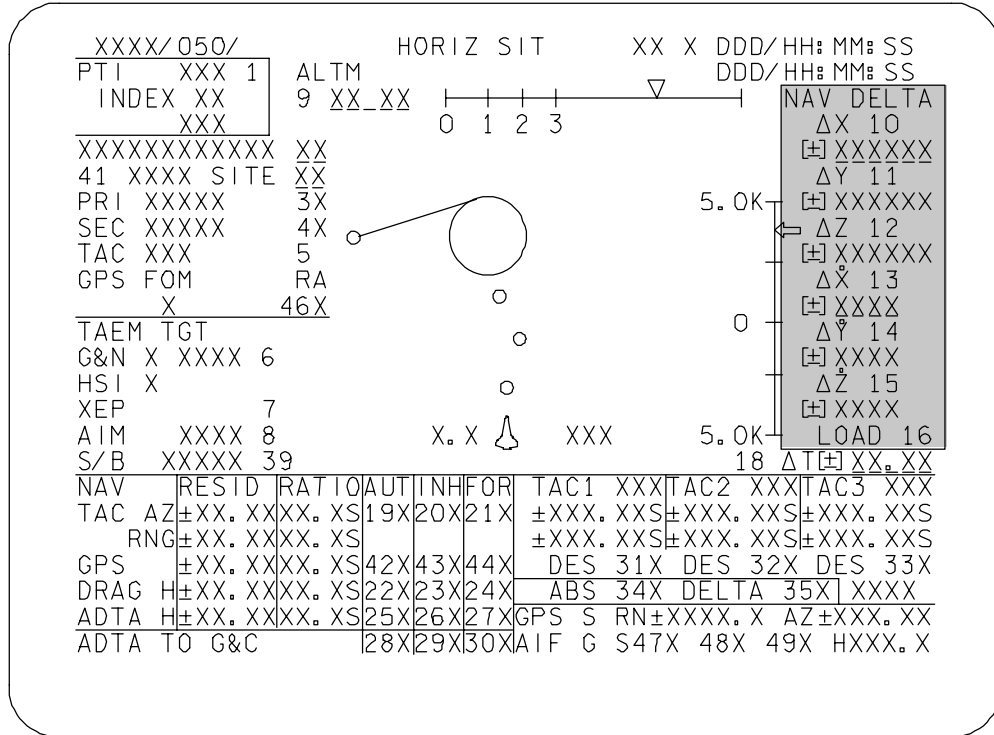 XXXX/050/ HORIZ SIT XX X DDD/HH:MM:SS
PTI XXX 1 ALTM DDD/HH:MM:SS
INDEX XX 9 XX_XX NAV DELTA
XXX 0 1 2 3 ΔX 10
XXXXXXXXXXXX XX [±] XXXXXX
41 XXXX SITE XX ΔY 11
PRI XXXXX 3X 5.0K [±] XXXXXX
SEC XXXXX 4X ΔZ 12
TAC XXX 5 [±] XXXXXX
GPS FOM RA ΔẊ 13
X 46X [±] XXXX
TAEM TGT 0 ΔẎ 14
G&N X XXXX 6 [±] XXXX
HSI X ΔŻ 15
XEP 7 [±] XXXX
AIM XXXX 8 X.X XXX 5.0K LOAD 16
S/B XXXXX 39 18 ΔT[±] XX.XX
NAV RESID RATIO AUT INH FOR TAC1 XXX TAC2 XXX TAC3 XXX
TAC AZ ±XX.XX XX.XS 19X 20X 21X ±XXX.XXS ±XXX.XXS ±XXX.XXS
RNG ±XX.XX XX.XS ±XXX.XXS ±XXX.XXS ±XXX.XXS
GPS ±XX.XX XX.XS 42X 43X 44X DES 31X DES 32X DES 33X
DRAG H ±XX.XX XX.XS 22X 23X 24X ABS 34X DELTA 35X XXXX
ADTA H ±XX.XX XX.XS 25X 26X 27X GPS S RN±XXXX.X AZ±XXX.XX
ADTA TO G&C 28X 29X 30X AIF G S47X 48X 49X HXXX.X